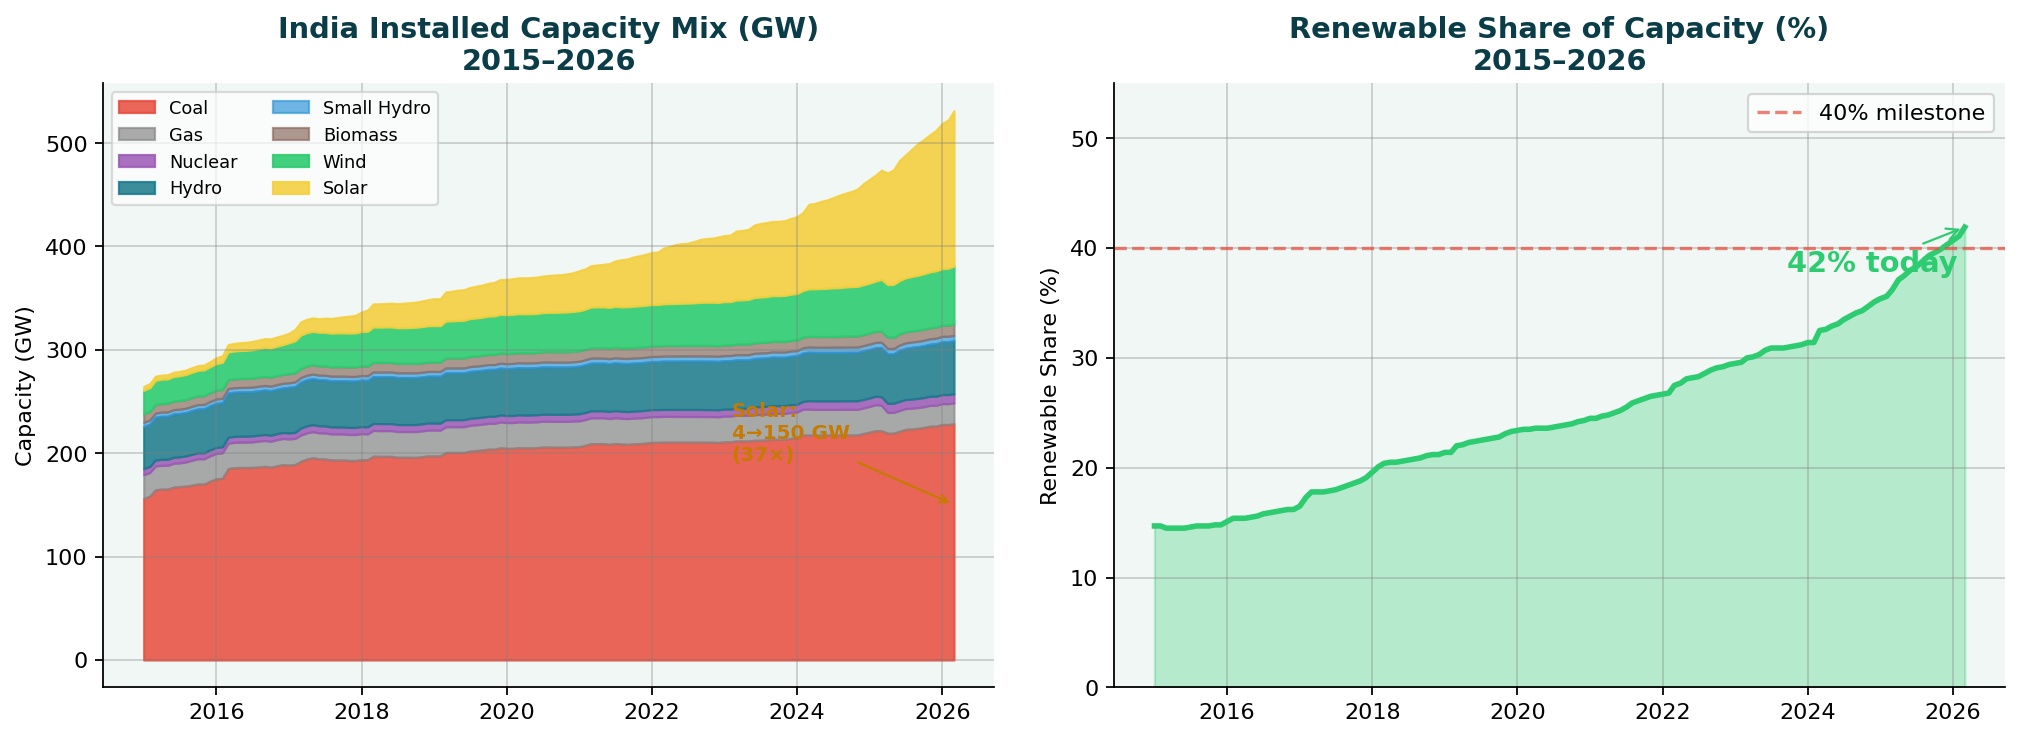 India Installed Capacity Mix (GW)
2015–2026
Capacity (GW)
500
400
300
200
100
0
Coal
Gas
Nuclear
Hydro
Small Hydro
Biomass
Wind
Solar
Solar:
4→150 GW
(37×)
2016
2018
2020
2022
2024
2026
Renewable Share of Capacity (%)
2015–2026
Renewable Share (%)
50
40
30
20
10
0
40% milestone
42% today
2016
2018
2020
2022
2024
2026